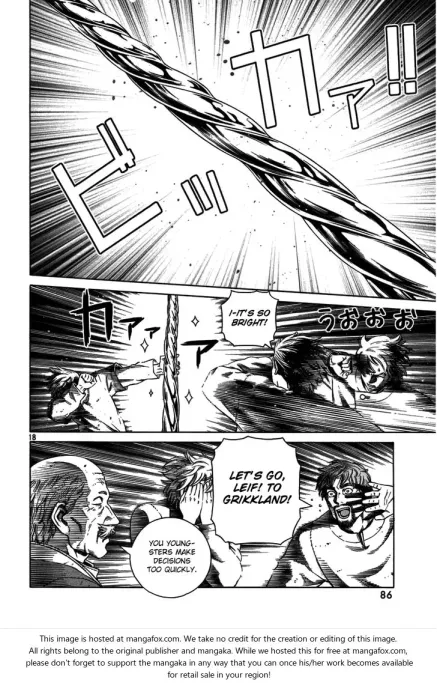 ビッカァ!!
I-IT'S SO
BRIGHT!
うおおおお
カァァァ
18
LET'S GO,
LEIF! TO
GRIKKLAND!
YOU YOUNG-
STERS MAKE
DECISIONS
TOO QUICKLY.
86
This image is hosted at mangafox.com. We take no credit for the creation or editing of this image.
All rights belong to the original publisher and mangaka. While we hosted this for free at mangafox.com,
please don't forget to support the mangaka in any way that you can once his/her work becomes available
for retail sale in your region!